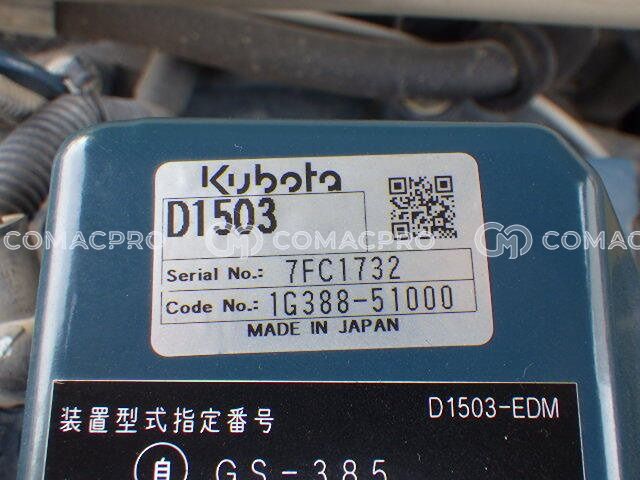 Kubota
D1503
COMACPRO COMACPRO COMACPRO
Serial No.: 7FC1732
Code No.: 1G388-51000
MADE IN JAPAN
装置型式指定番号 D1503-EDM
自 GS-385